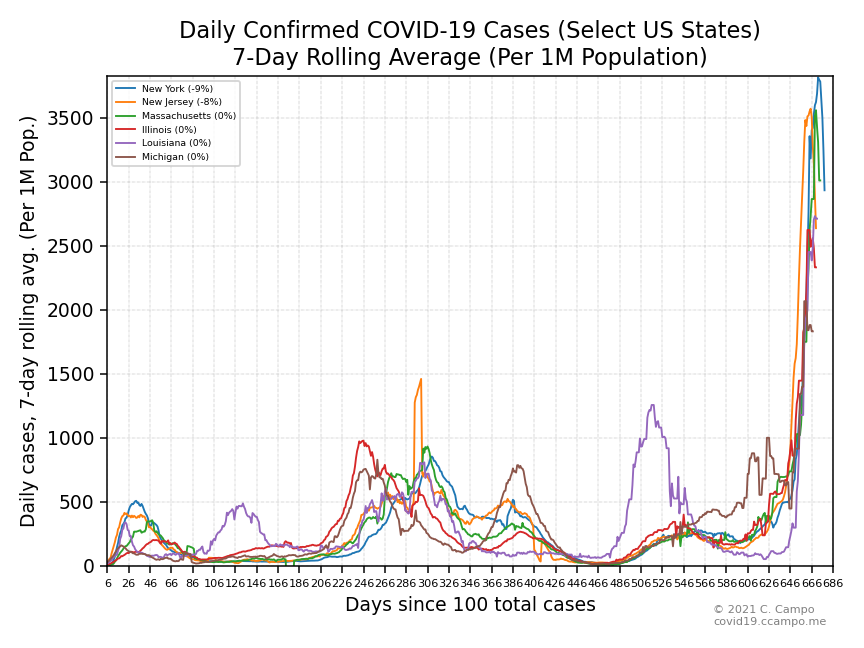 Daily Confirmed COVID-19 Cases (Select US States)
7-Day Rolling Average (Per 1M Population)
Daily cases, 7-day rolling avg. (Per 1M Pop.)
3500
3000
2500
2000
1500
1000
500
0
New York (-9%)
New Jersey (-8%)
Massachusetts (0%)
Illinois (0%)
Louisiana (0%)
Michigan (0%)
6 26 46 66 86 106 126 146 166 186 206 226 246 266 286 306 326 346 366 386 406 426 446 466 486 506 526 546 566 586 606 626 646 666 686
Days since 100 total cases
© 2021 C. Campo
covid19.ccampo.me